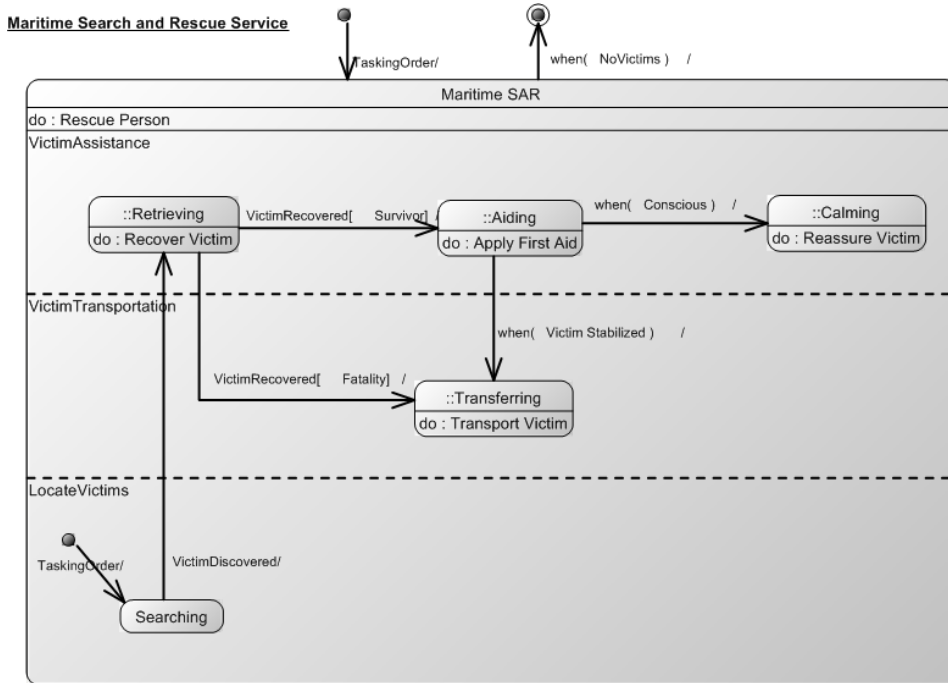 Maritime Search and Rescue Service
TaskingOrder/
when( NoVictims ) /
Maritime SAR
do : Rescue Person
VictimAssistance
::Retrieving
do : Recover Victim
VictimRecovered[ Survivor] /
::Aiding
do : Apply First Aid
when( Conscious ) /
::Calming
do : Reassure Victim
VictimTransportation
when( Victim Stabilized ) /
VictimRecovered[ Fatality] /
::Transferring
do : Transport Victim
LocateVictims
TaskingOrder/
VictimDiscovered/
Searching